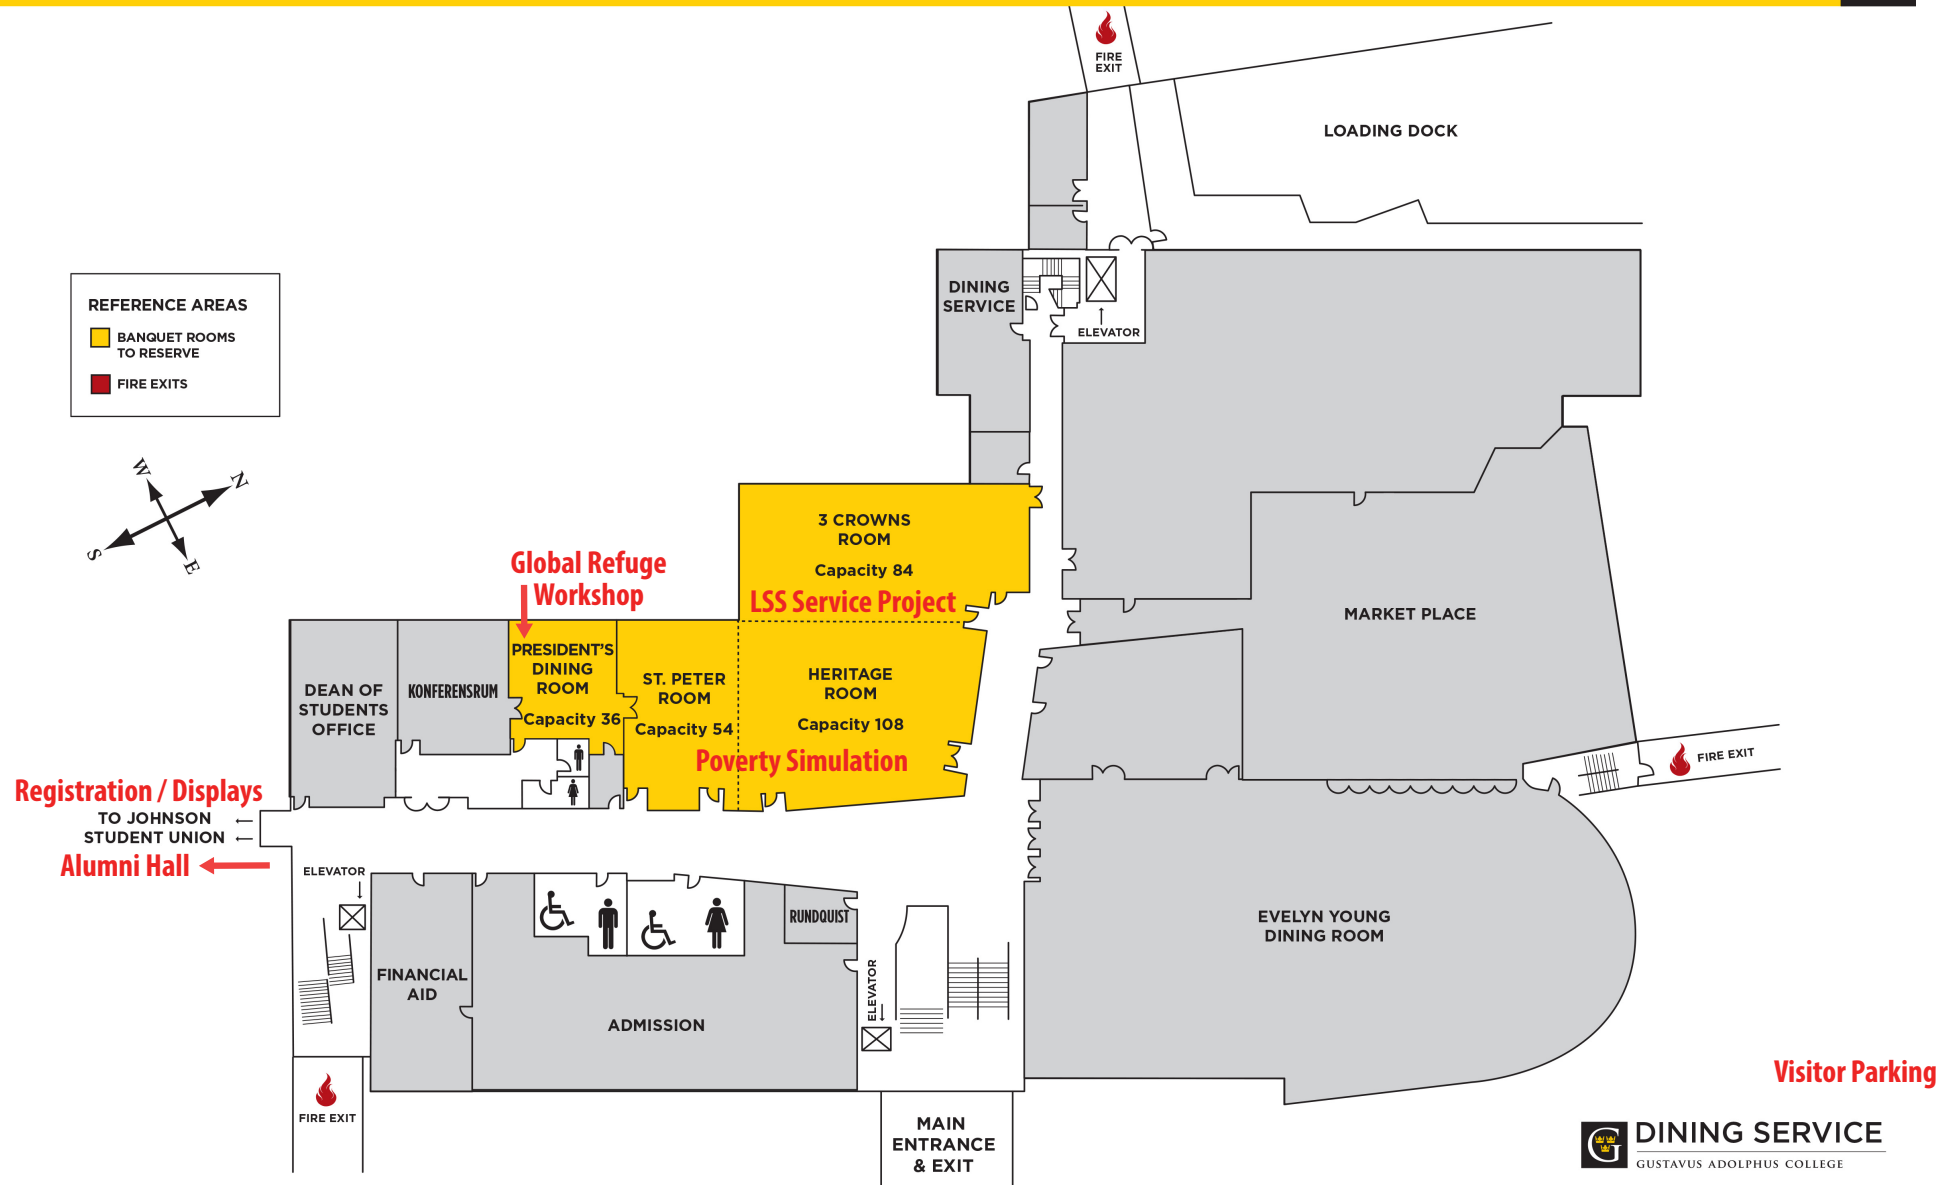 FIRE
EXIT
LOADING DOCK
REFERENCE AREAS
BANQUET ROOMS
TO RESERVE
FIRE EXITS
DINING
SERVICE
ELEVATOR
W
N
S
E
3 CROWNS
ROOM
Capacity 84
LSS Service Project
Global Refuge
Workshop
MARKET PLACE
DEAN OF
STUDENTS
OFFICE
KONFERENSRUM
PRESIDENT'S
DINING
ROOM
Capacity 36
ST. PETER
ROOM
Capacity 54
HERITAGE
ROOM
Capacity 108
Poverty Simulation
FIRE EXIT
Registration / Displays
TO JOHNSON
STUDENT UNION
Alumni Hall
ELEVATOR
RUNDQUIST
EVELYN YOUNG
DINING ROOM
FINANCIAL
AID
ADMISSION
ELEVATOR
Visitor Parking
FIRE EXIT
MAIN
ENTRANCE
& EXIT
G
DINING SERVICE
GUSTAVUS ADOLPHUS COLLEGE